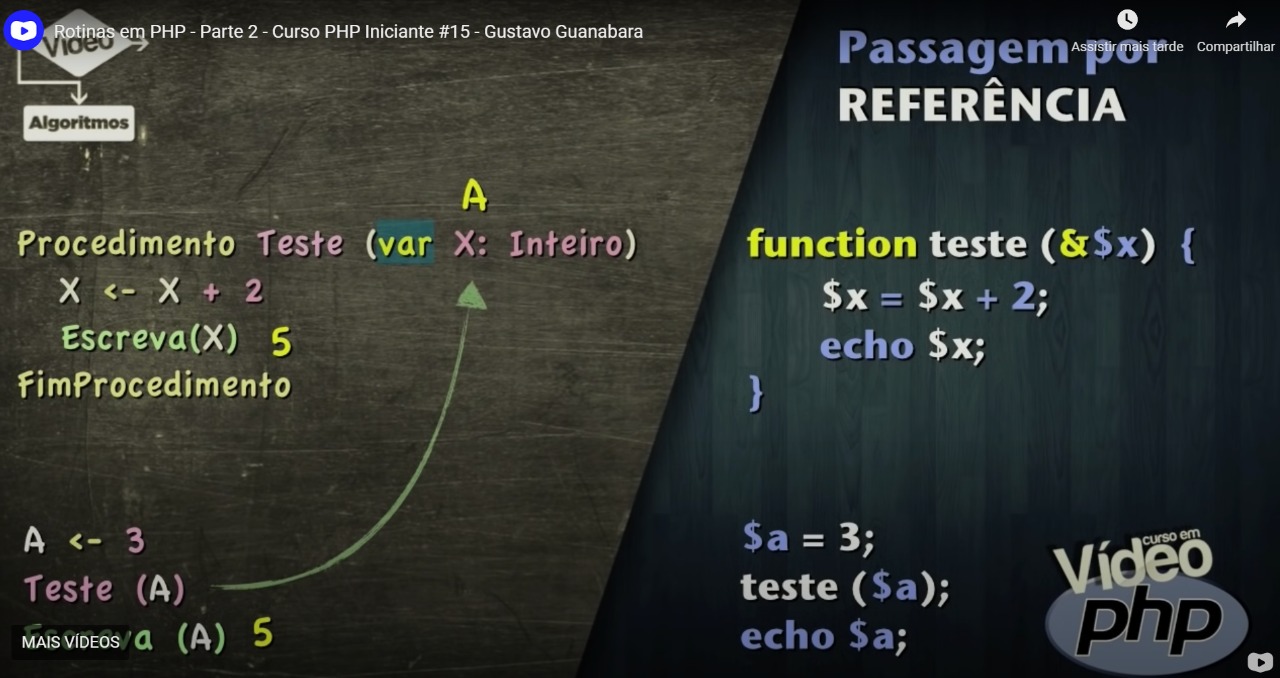 Rotinas em PHP - Parte 2 - Curso PHP Iniciante #15 - Gustavo Guanabara
Assistir mais tarde
Compartilhar
Vídeo
Algoritmos
A
Procedimento Teste (var X: Inteiro)
X <- X + 2
Escreva(X) 5
FimProcedimento
A <- 3
Teste (A)
Escreva (A) 5
MAIS VÍDEOS
Passagem por
REFERÊNCIA
function teste (&$x) {
$x = $x + 2;
echo $x;
}
$a = 3;
teste ($a);
echo $a;
curso em
Vídeo
php